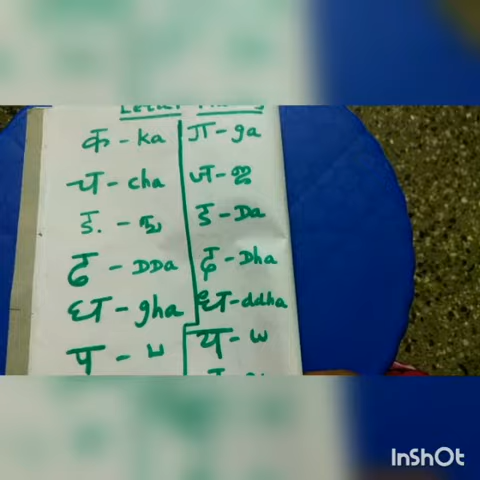 क - ka | ग - ga
च - cha | ज - ஜ
ङ - ங | ड - Da
ढ - DDa | ढ़ - Dha
घ - gha | ध - ddha
प - ப | य - ய
InShOt